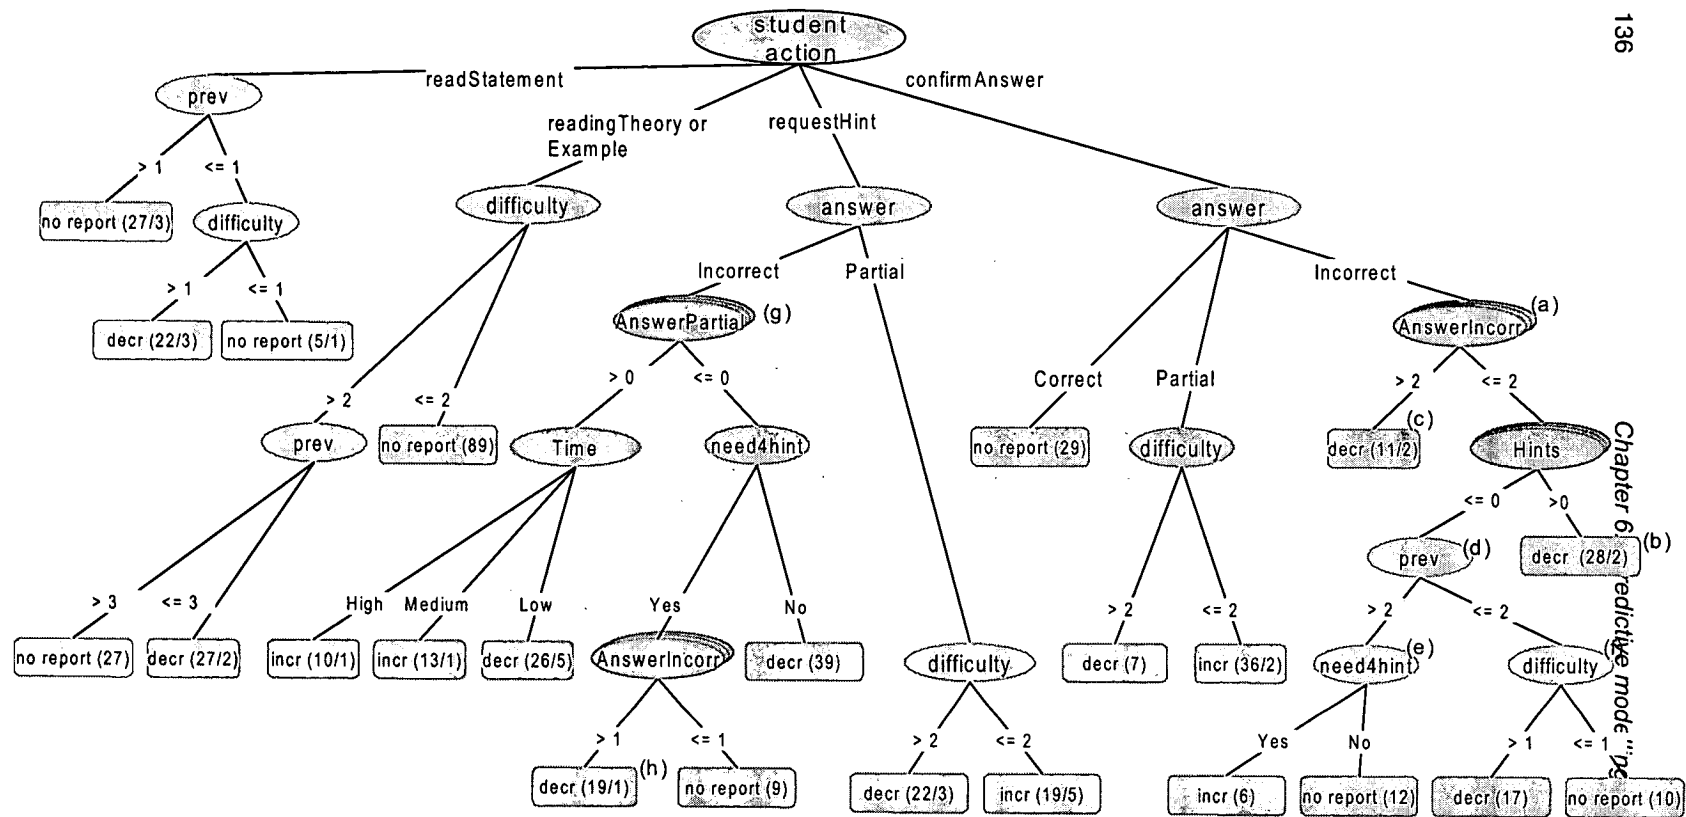 136
student
action
readStatement
confirmAnswer
prev
readingTheory or
Example
requestHint
> 1
<= 1
no report (27/3)
difficulty
difficulty
answer
answer
Incorrect
Partial
Incorrect
> 1
<= 1
decr (22/3)
no report (5/1)
AnswerPartial
(g)
AnswerIncorr
(a)
> 0
<= 0
Correct
Partial
> 2
<= 2
> 2
<= 2
prev
no report (89)
Time
need4hint
no report (29)
difficulty
decr (11/2)
(c)
Hints
<= 0
>0
prev
(d)
decr (28/2)
(b)
> 3
<= 3
High
Medium
Low
Yes
No
> 2
<= 2
> 2
<= 2
no report (27)
decr (27/2)
incr (10/1)
incr (13/1)
decr (26/5)
AnswerIncorr
decr (39)
difficulty
decr (7)
incr (36/2)
need4hint
(e)
difficulty
> 1
<= 1
> 2
<= 2
Yes
No
> 1
<= 1
decr (19/1)
(h)
no report (9)
decr (22/3)
incr (19/5)
incr (6)
no report (12)
decr (17)
no report (10)
Chapter 6. redictive mode